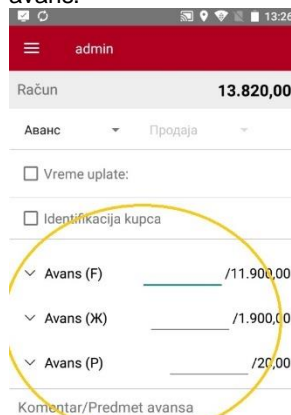 avans.
13:26
admin
Račun 13.820,00
Аванс Продаја
Vreme uplate:
Identifikacija kupca
Avans (F) /11.900,00
Avans (Ж) /1.900,00
Avans (P) /20,00
Komentar/Predmet avansa